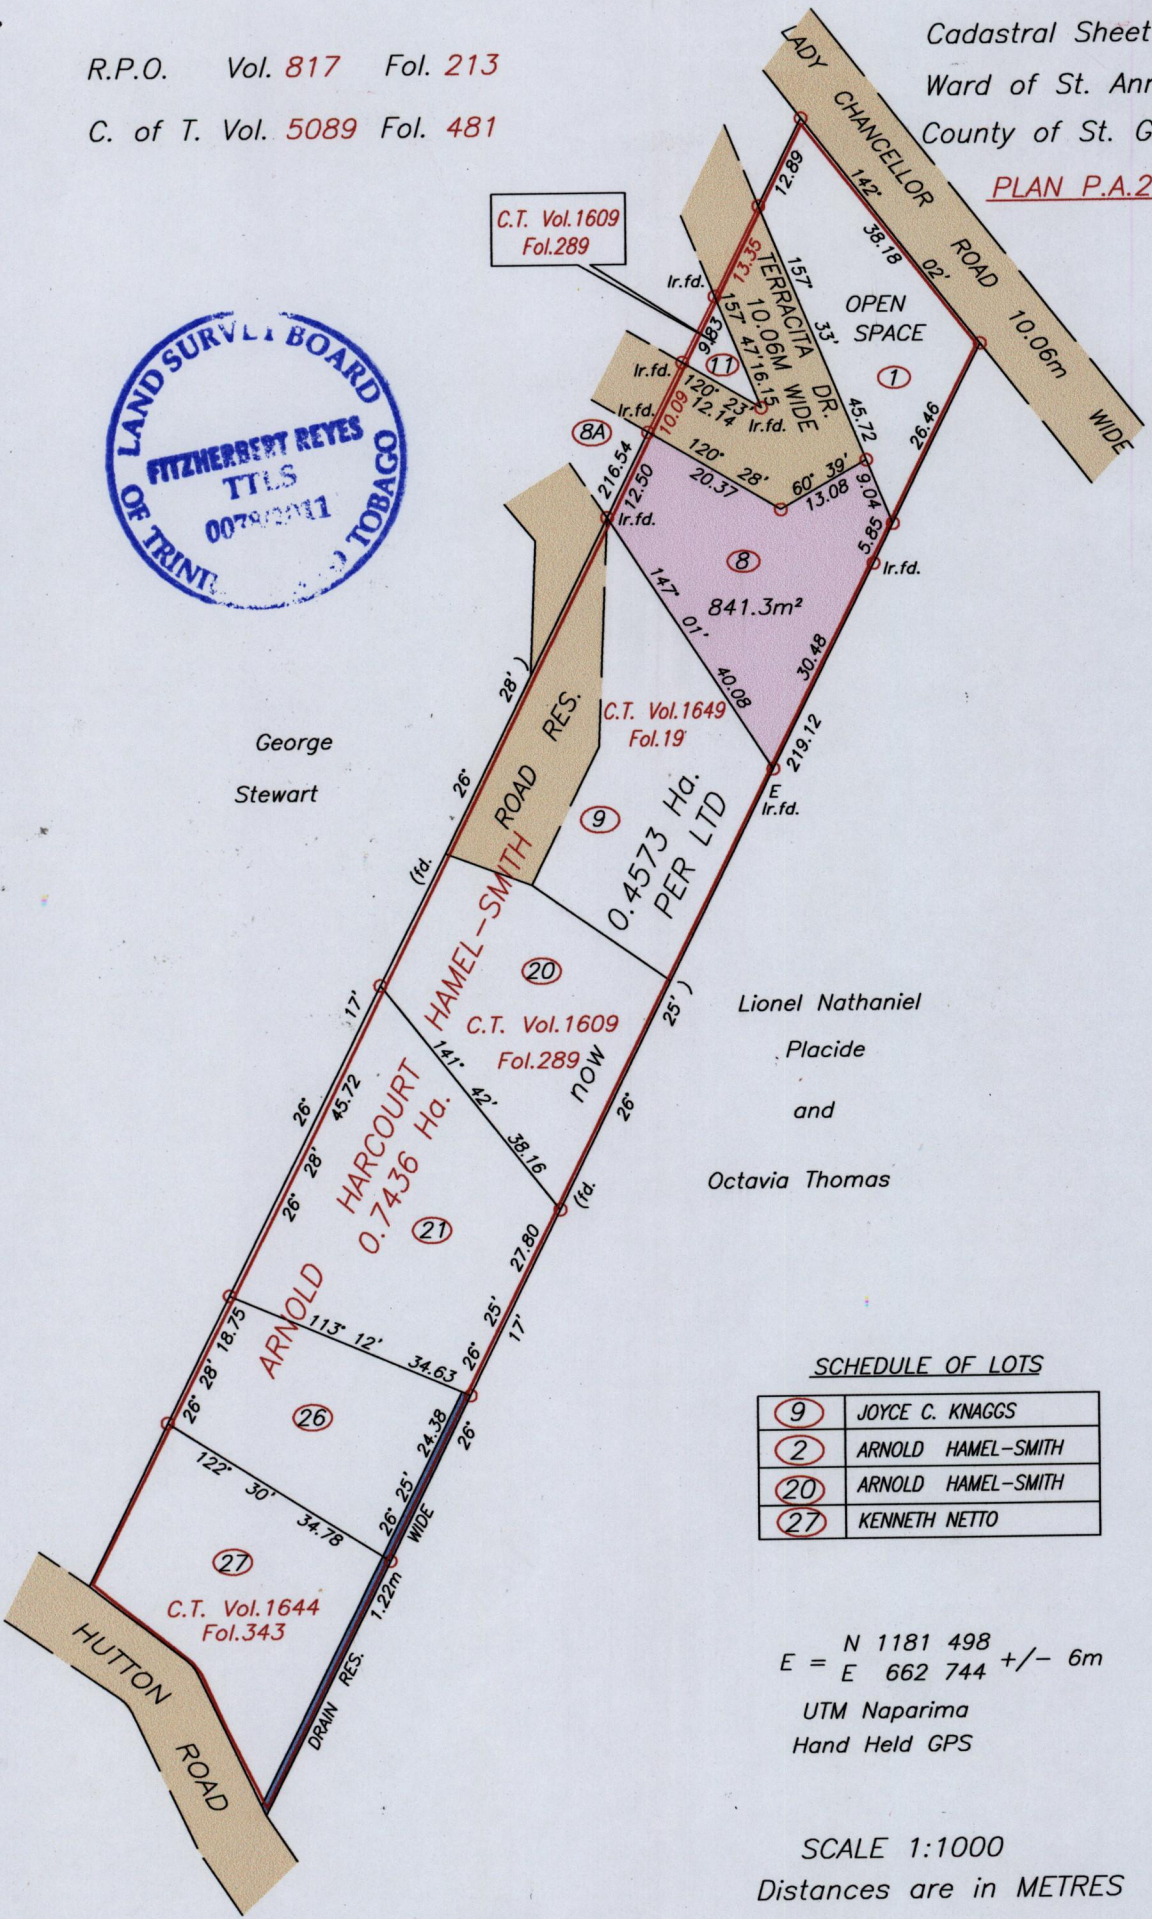 R.P.O. Vol. 817 Fol. 213
C. of T. Vol. 5089 Fol. 481
Cadastral Sheet
Ward of St. Ann
County of St. G
PLAN P.A.2
LADY CHANCELLOR ROAD 10.06m WIDE
142° 02'
38.18
12.89
C.T. Vol.1609
Fol.289
13.35
Ir.fd.
TERRACITA DR.
10.06M WIDE
157° 33'
45.72
OPEN
SPACE
1
26.46
9.83
157° 47'
16.15
11
Ir.fd.
120° 23'
12.14
Ir.fd.
10.09
Ir.fd.
8A
120° 28'
20.37
60° 39'
13.08
9.04
216.54
12.50
Ir.fd.
5.85
Ir.fd.
8
841.3m²
147° 01'
40.08
30.48
219.12
E
Ir.fd.
LAND SURVEY BOARD
FITZHERBERT REYES
TTLS
OF TRIN TOBAGO
George
Stewart
(fd. 26° 28' )
ROAD RES.
C.T. Vol.1649
Fol.19
9
0.4573 Ha.
PER LTD
now
ARNOLD HARCOURT HAMEL-SMITH
0.7436 Ha.
20
C.T. Vol.1609
Fol.289
26° 17'
26° 28'
45.72
141° 42'
38.16
(fd. 26° 25' )
Lionel Nathaniel
Placide
and
Octavia Thomas
21
27.80
26° 25'
26° 17'
113° 12'
34.63
26° 28' 18.75
26
26° 25' 24.38
122° 30'
34.78
27
C.T. Vol.1644
Fol.343
DRAIN RES. 1.22m WIDE
HUTTON ROAD
SCHEDULE OF LOTS
9 JOYCE C. KNAGGS
2 ARNOLD HAMEL-SMITH
20 ARNOLD HAMEL-SMITH
27 KENNETH NETTO
E = N 1181 498
E 662 744 +/- 6m
UTM Naparima
Hand Held GPS
SCALE 1:1000
Distances are in METRES